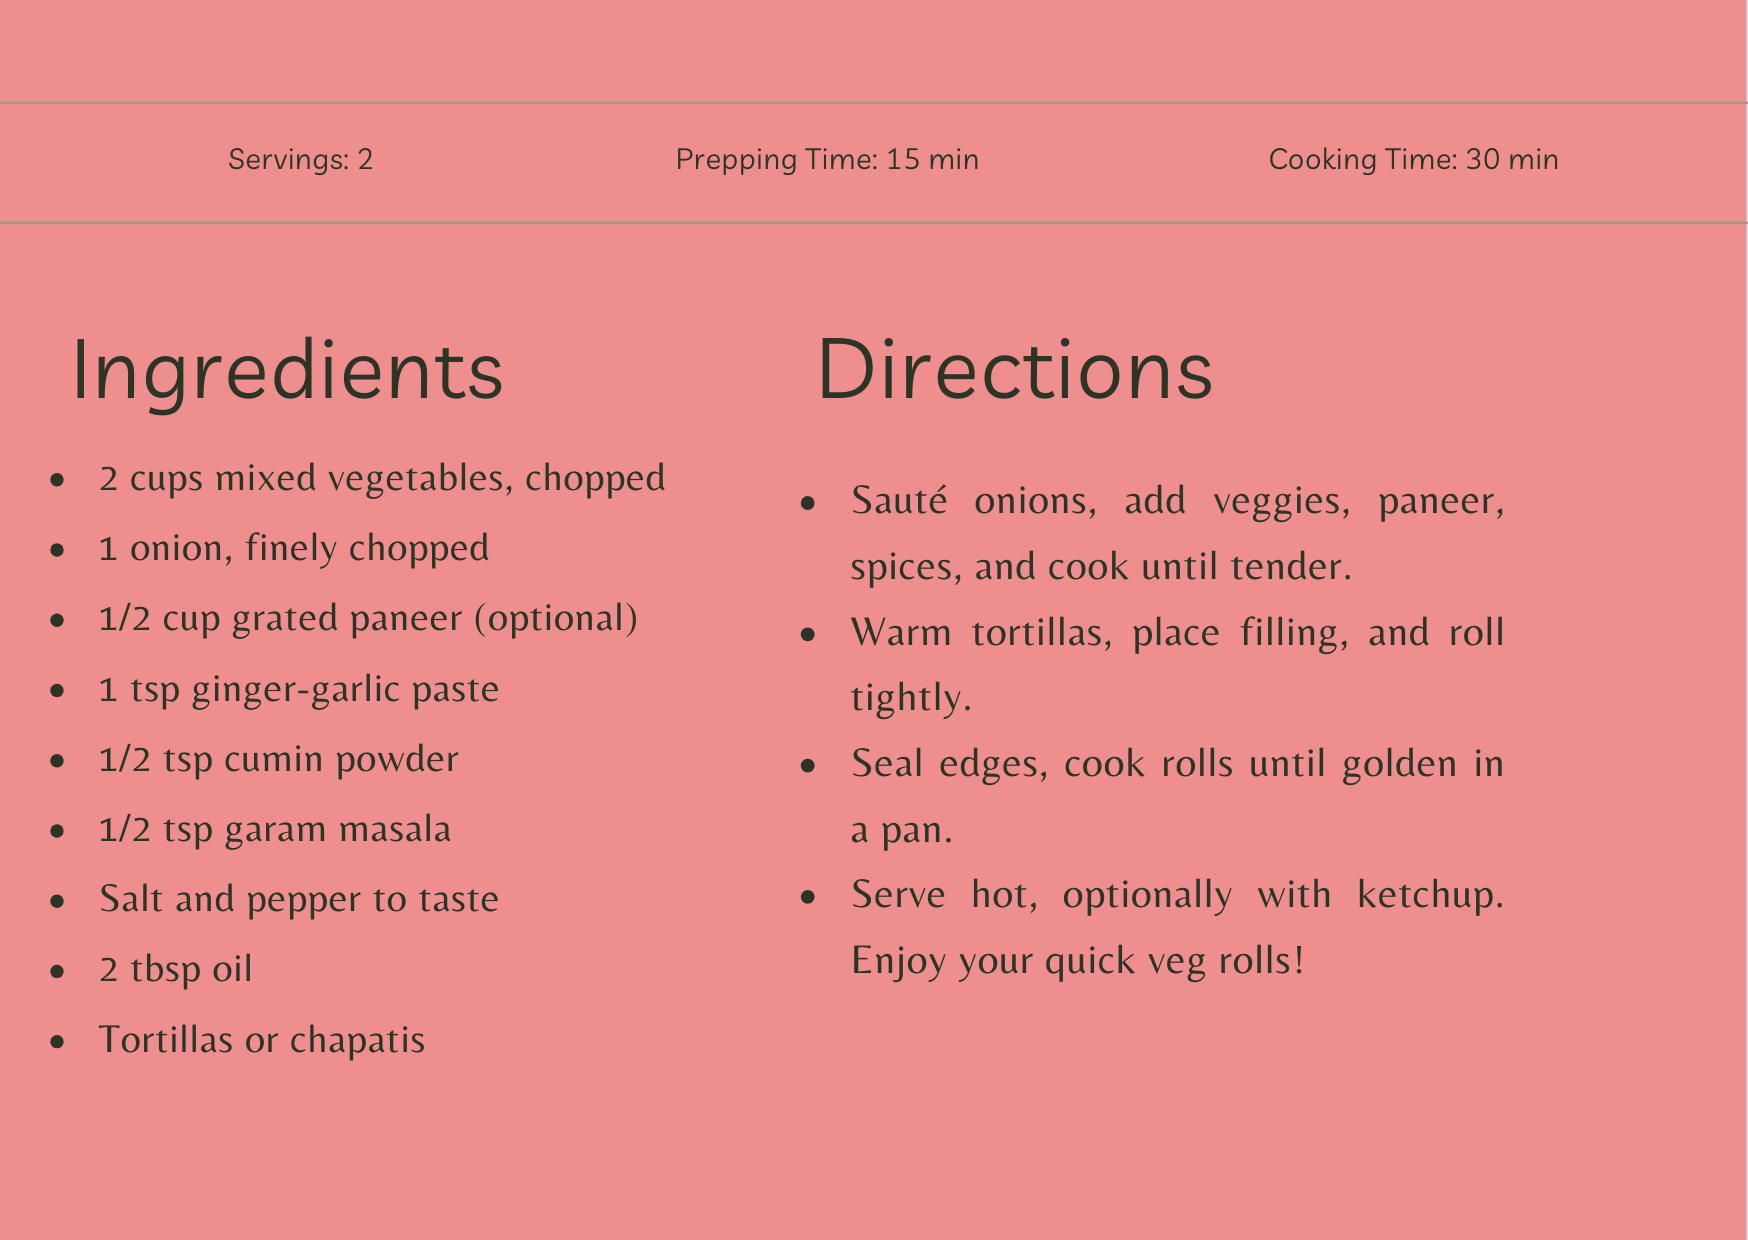 Servings: 2
Prepping Time: 15 min
Cooking Time: 30 min
Ingredients
• 2 cups mixed vegetables, chopped
• 1 onion, finely chopped
• 1/2 cup grated paneer (optional)
• 1 tsp ginger-garlic paste
• 1/2 tsp cumin powder
• 1/2 tsp garam masala
• Salt and pepper to taste
• 2 tbsp oil
• Tortillas or chapatis
Directions
• Sauté onions, add veggies, paneer,
spices, and cook until tender.
• Warm tortillas, place filling, and roll
tightly.
• Seal edges, cook rolls until golden in
a pan.
• Serve hot, optionally with ketchup.
Enjoy your quick veg rolls!